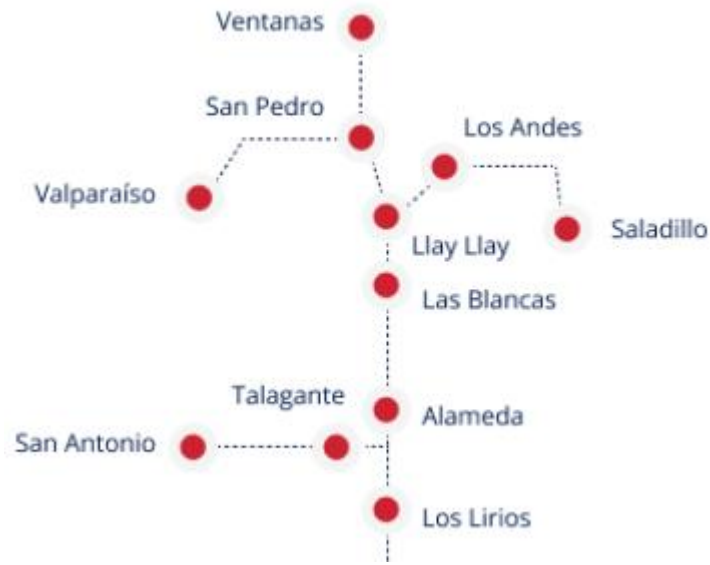 Ventanas
San Pedro
Los Andes
Valparaíso
Saladillo
Llay Llay
Las Blancas
Talagante
Alameda
San Antonio
Los Lirios